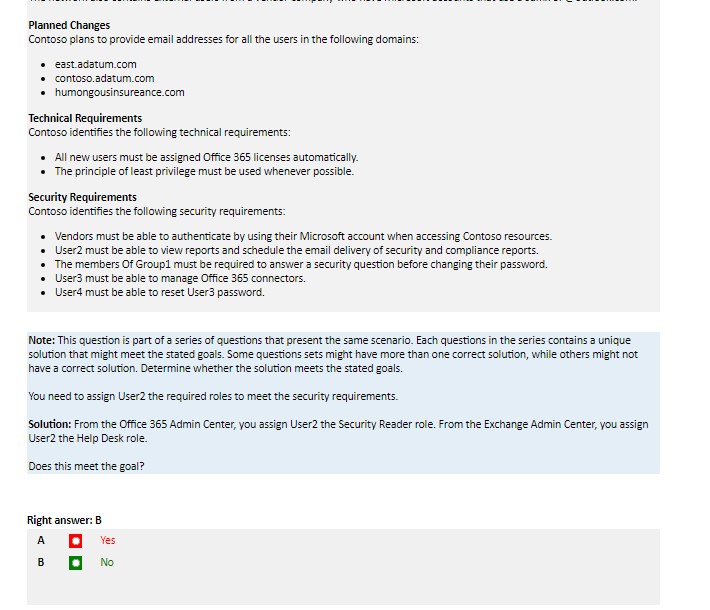 Planned Changes
Contoso plans to provide email addresses for all the users in the following domains:
• east.adatum.com
• contoso.adatum.com
• humongousinsureance.com
Technical Requirements
Contoso identifies the following technical requirements:
• All new users must be assigned Office 365 licenses automatically.
• The principle of least privilege must be used whenever possible.
Security Requirements
Contoso identifies the following security requirements:
• Vendors must be able to authenticate by using their Microsoft account when accessing Contoso resources.
• User2 must be able to view reports and schedule the email delivery of security and compliance reports.
• The members Of Group1 must be required to answer a security question before changing their password.
• User3 must be able to manage Office 365 connectors.
• User4 must be able to reset User3 password.
Note: This question is part of a series of questions that present the same scenario. Each questions in the series contains a unique
solution that might meet the stated goals. Some questions sets might have more than one correct solution, while others might not
have a correct solution. Determine whether the solution meets the stated goals.
You need to assign User2 the required roles to meet the security requirements.
Solution: From the Office 365 Admin Center, you assign User2 the Security Reader role. From the Exchange Admin Center, you assign
User2 the Help Desk role.
Does this meet the goal?
Right answer: B
A Yes
B No